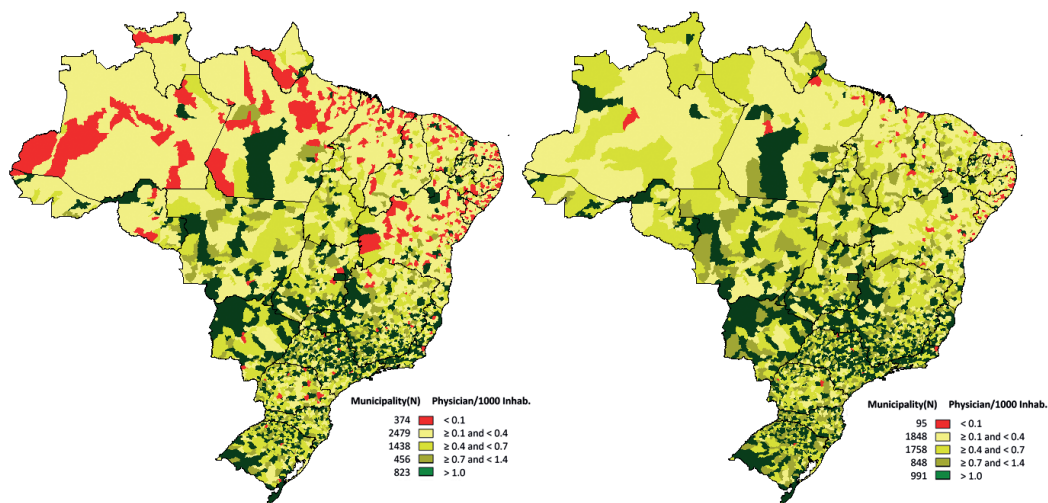 Municipality(N) Physician/1000 Inhab.
374 < 0.1
2479 ≥ 0.1 and < 0.4
1438 ≥ 0.4 and < 0.7
456 ≥ 0.7 and < 1.4
823 > 1.0
Municipality(N) Physician/1000 Inhab.
95 < 0.1
1848 ≥ 0.1 and < 0.4
1758 ≥ 0.4 and < 0.7
848 ≥ 0.7 and < 1.4
991 > 1.0